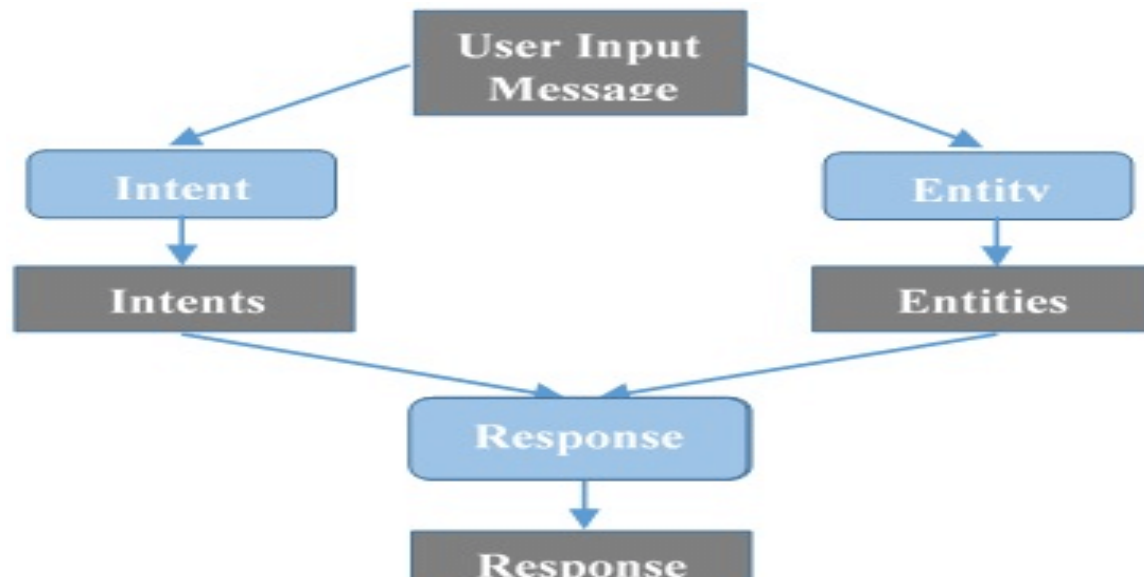 User Input
Message
Intent
Entity
Intents
Entities
Response
Response